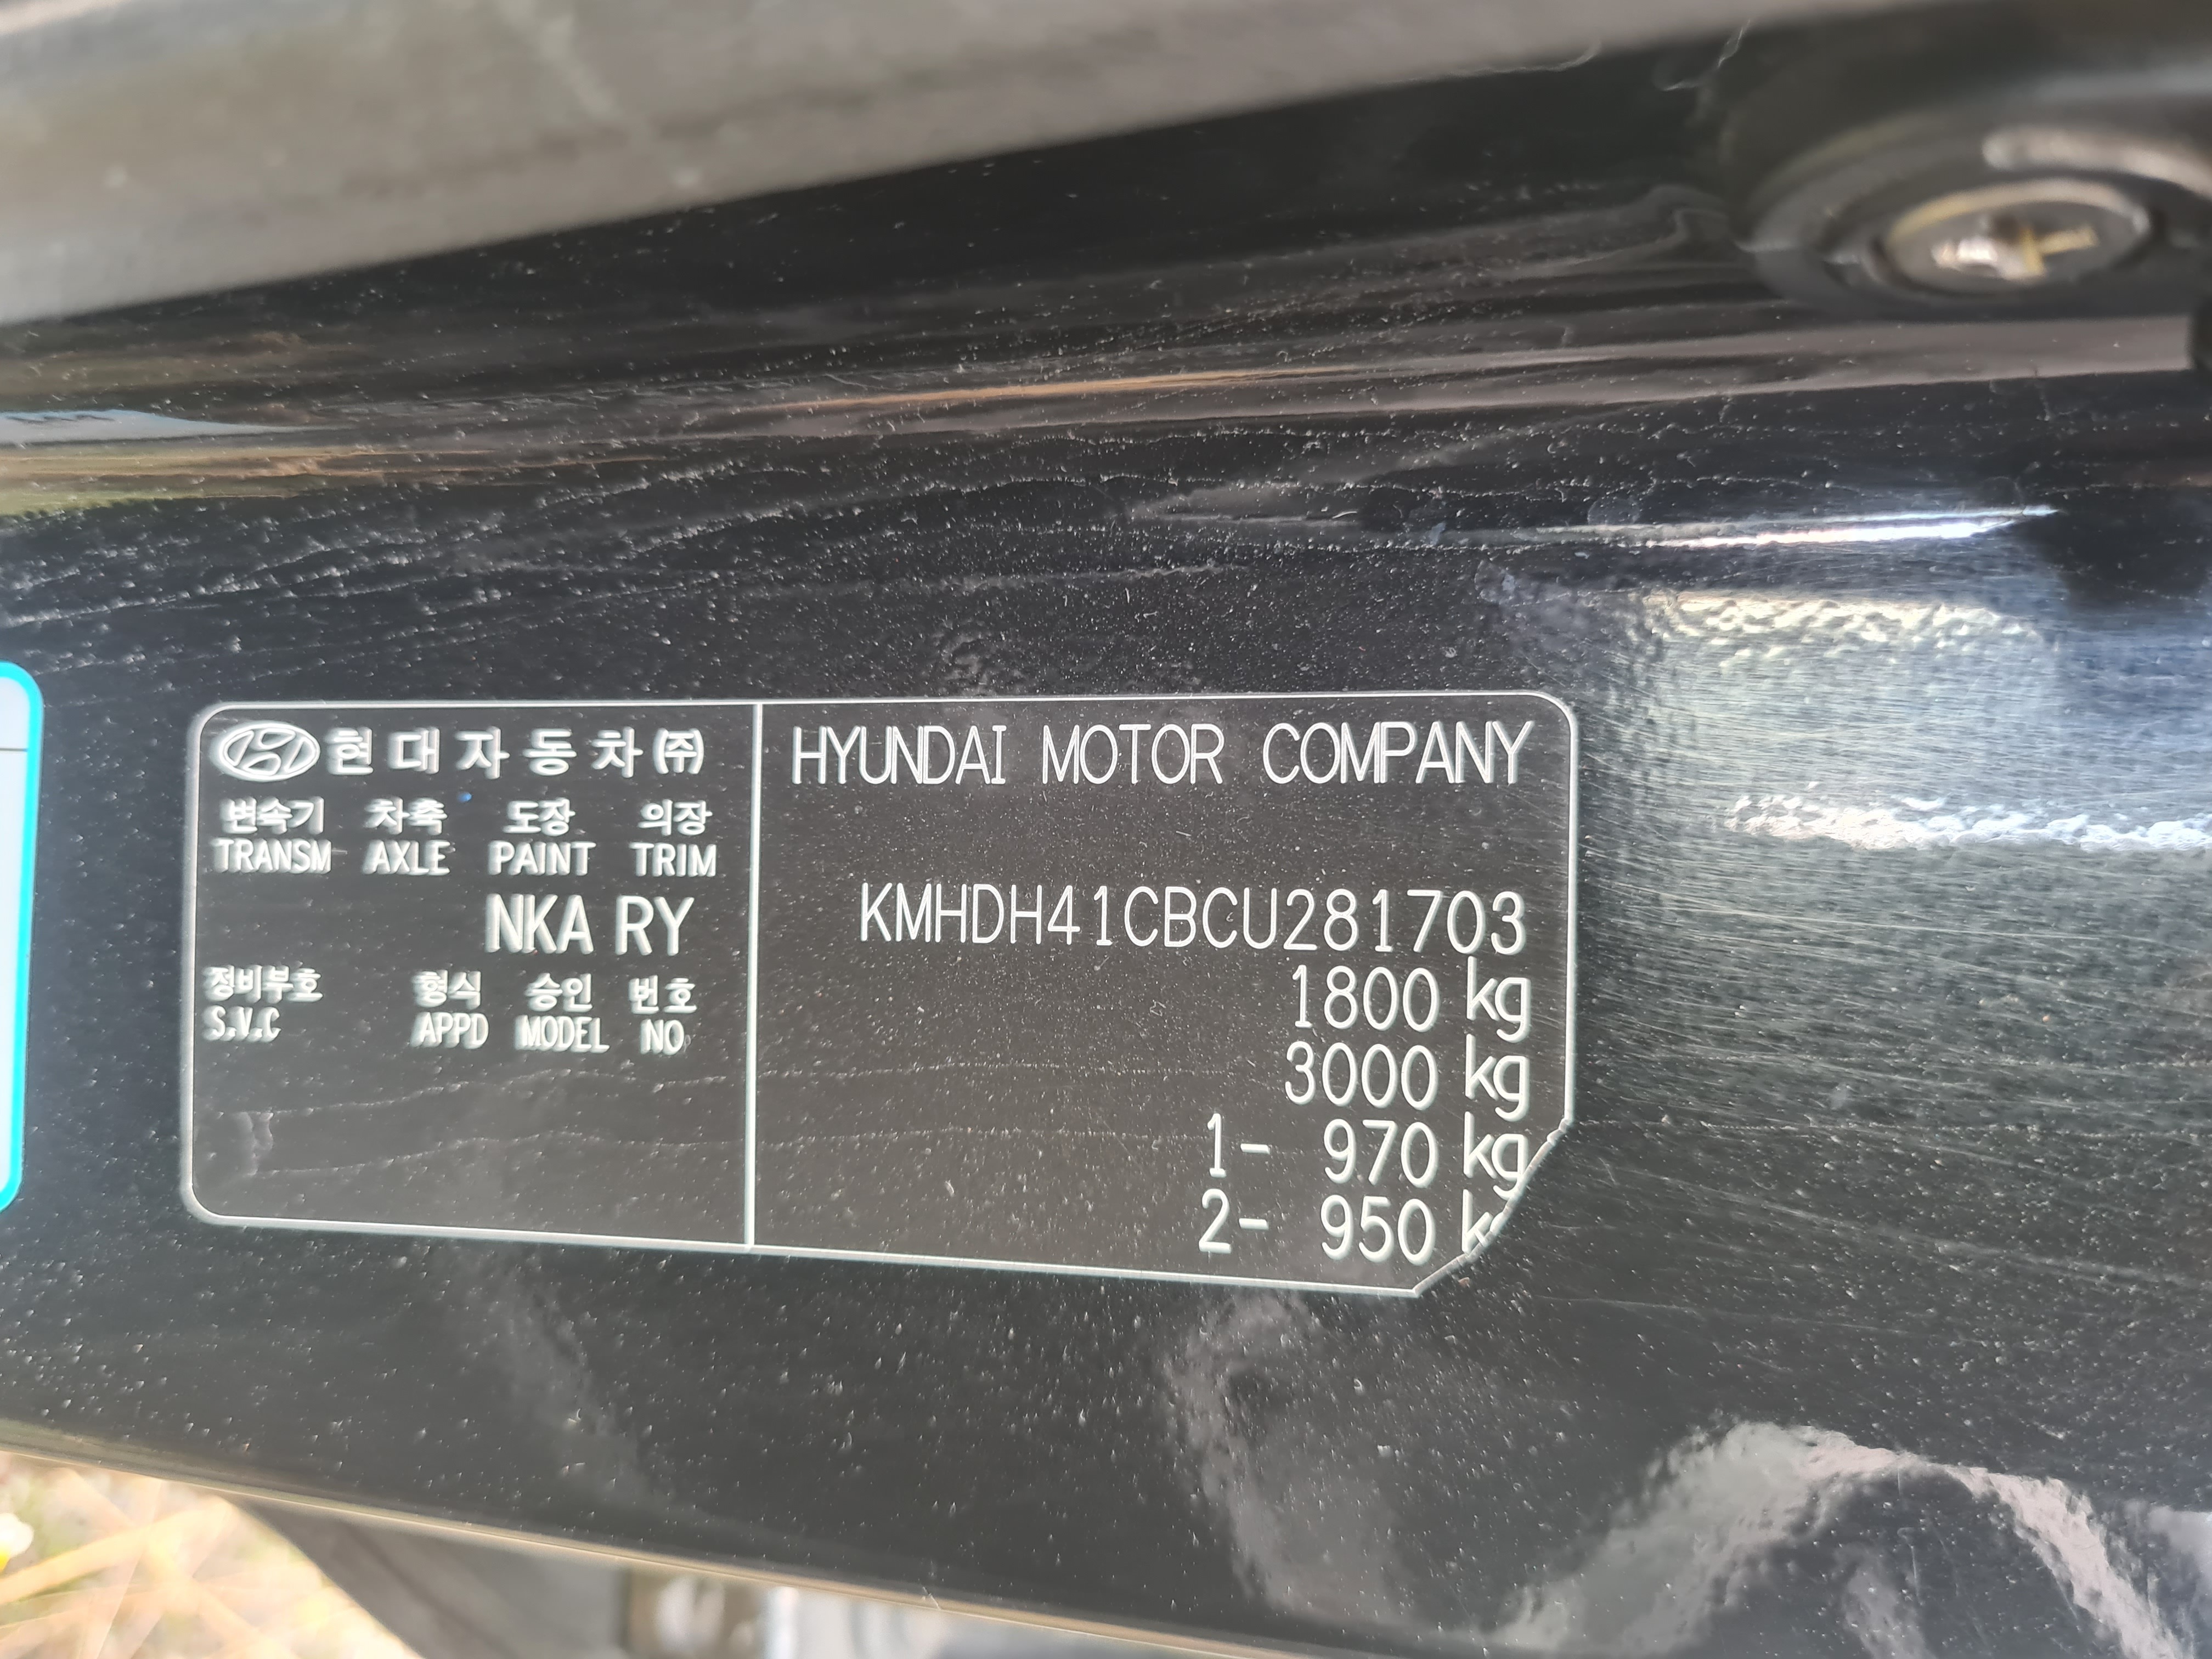 현대자동차㈜
변속기 차축 도장 의장
TRANSM AXLE PAINT TRIM
NKA RY
정비부호 형식 승인 번호
S.V.C APPD MODEL NO
HYUNDAI MOTOR COMPANY
KMHDH41CBCU281703
1800 kg
3000 kg
1- 970 kg
2- 950 kg